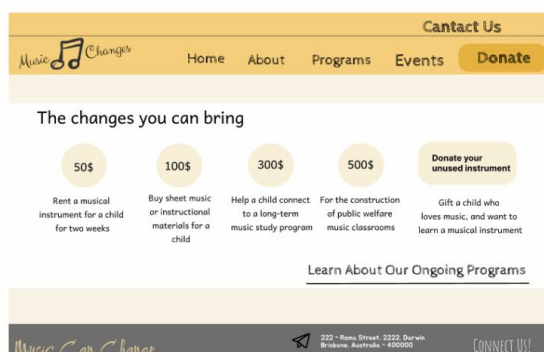 Cantact Us
Music Changes
Home About Programs Events Donate
The changes you can bring
50$
Rent a musical
instrument for a child
for two weeks
100$
Buy sheet music
or instructional
materials for a
child
300$
Help a child connect
to a long-term
music study program
500$
For the construction
of public welfare
music classrooms
Donate your
unused instrument
Gift a child who
loves music, and want to
learn a musical instrument
Learn About Our Ongoing Programs
Music Can Change
222 - Roma Street, 2222, Darwin
Brisbane, Australia - 400000
Connect Us!